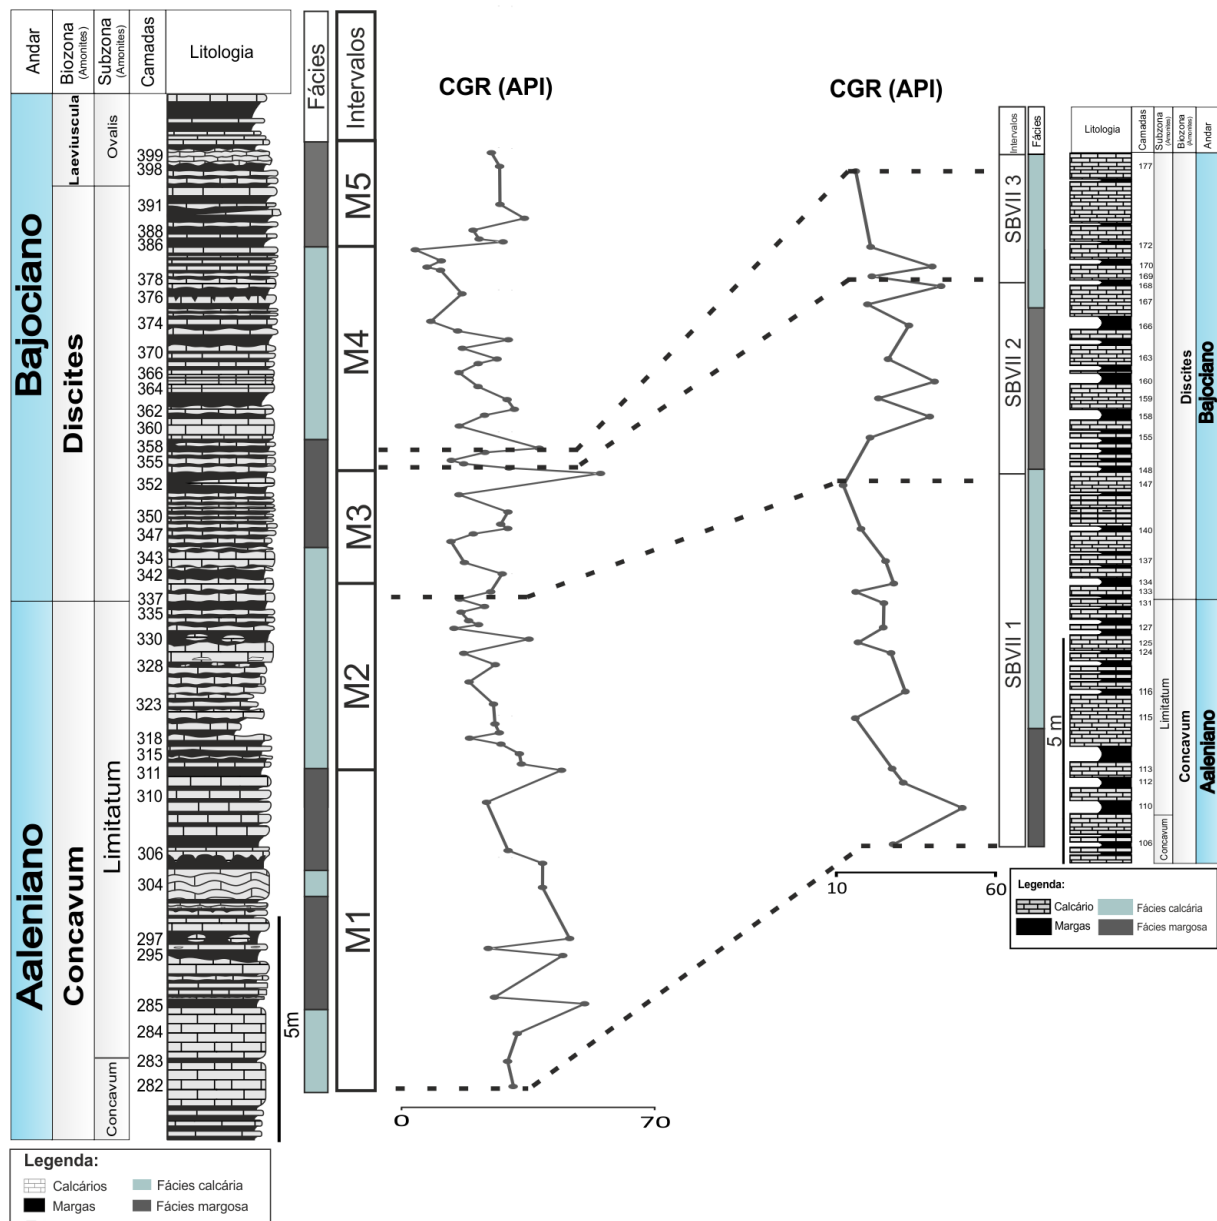 Andar
Biozona
(Amonites)
Subzona
(Amonites)
Camadas
Litologia
Fácies
Intervalos
Bajociano
Aaleniano
Laeviuscula
Discites
Concavum
Ovalis
Limitatum
Concavum
399
398
391
388
386
378
376
374
370
366
364
362
360
358
355
352
350
347
343
342
337
335
330
328
323
318
315
311
310
306
304
297
295
285
284
283
282
5m
M5
M4
M3
M2
M1
CGR (API)
0
70
Legenda:
Calcários
Fácies calcária
Margas
Fácies margosa
CGR (API)
10
60
Intervalos
Fácies
SBVII 3
SBVII 2
SBVII 1
5 m
Litologia
Camadas
Subzona
(Amonites)
Biozona
(Amonites)
Andar
177
172
170
169
168
167
166
163
160
159
158
155
148
147
140
137
134
133
131
127
125
124
116
115
113
112
110
106
Limitatum
Concavum
Discites
Concavum
Bajociano
Aaleniano
Legenda:
Calcário
Fácies calcária
Margas
Fácies margosa